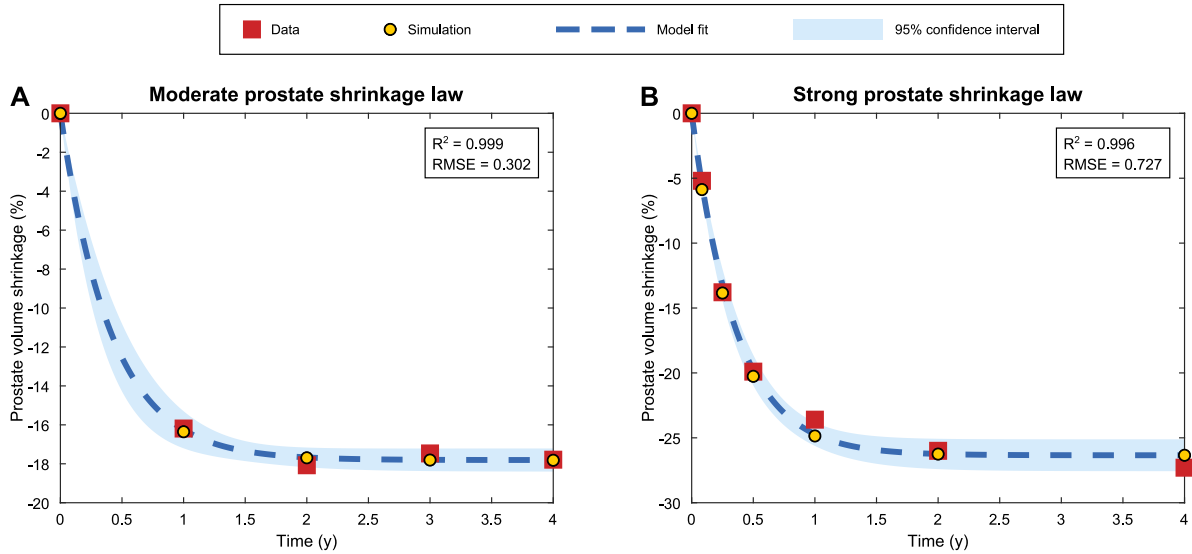 Data Simulation Model fit 95% confidence interval
A Moderate prostate shrinkage law
R² = 0.999
RMSE = 0.302
Prostate volume shrinkage (%)
0
-2
-4
-6
-8
-10
-12
-14
-16
-18
-20
0 0.5 1 1.5 2 2.5 3 3.5 4
Time (y)
B Strong prostate shrinkage law
R² = 0.996
RMSE = 0.727
Prostate volume shrinkage (%)
0
-5
-10
-15
-20
-25
-30
0 0.5 1 1.5 2 2.5 3 3.5 4
Time (y)